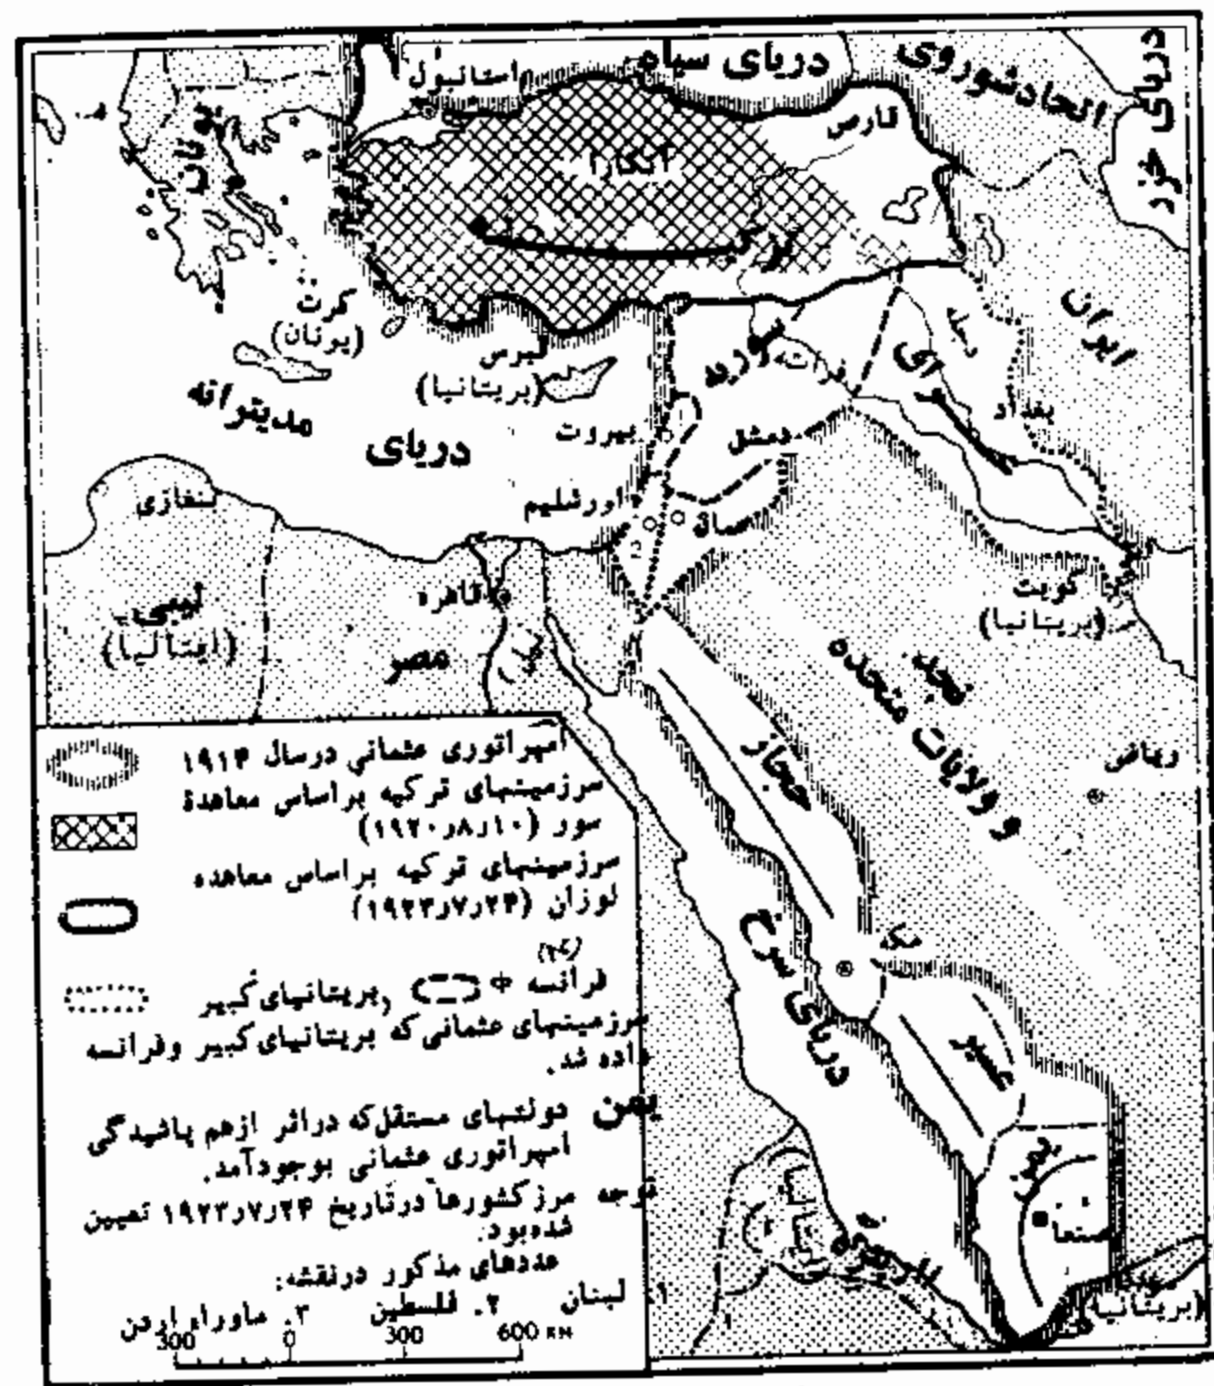 دریای سیاه
اتحاد شوروی
دریای خزر
استانبول
قارص
یونان
آنکارا
ترکیه
ایران
کرت
(یونان)
قبرس
(بریتانیا)
سوریه
فرات
دجله
بغداد
مدیترانه
دریای
بیروت
دمشق
اورشلیم
بنغازی
لیبی
(ایتالیا)
قاهره
مصر
کویت
(بریتانیا)
نجد
و ولایات متحده
ریاض
حجاز
مکه
دریای سرخ
عسیر
یمن
صنعا
(بریتانیا)
امپراتوری عثمانی درسال ۱۹۱۴
سرزمینهای ترکیه براساس معاهدۀ
سور (۱۰ر۸ر۱۹۲۰)
سرزمینهای ترکیه براساس معاهده
لوزان (۲۴ر۷ر۱۹۲۳)
فرانسه + , بریتانیای کبیر
سرزمینهای عثمانی که بریتانیای کبیر وفرانسه
داده شد.
یمن دولتهای مستقل که دراثر ازهم پاشیدگی
امپراتوری عثمانی بوجودآمد.
توجه مرزکشورها درتاریخ ۲۴ر۷ر۱۹۲۳ تعیین
شده بود.
عددهای مذکور درنقشه:
۱. لبنان ۲. فلسطین ۳. ماوراء اردن
300 0 300 600 KM